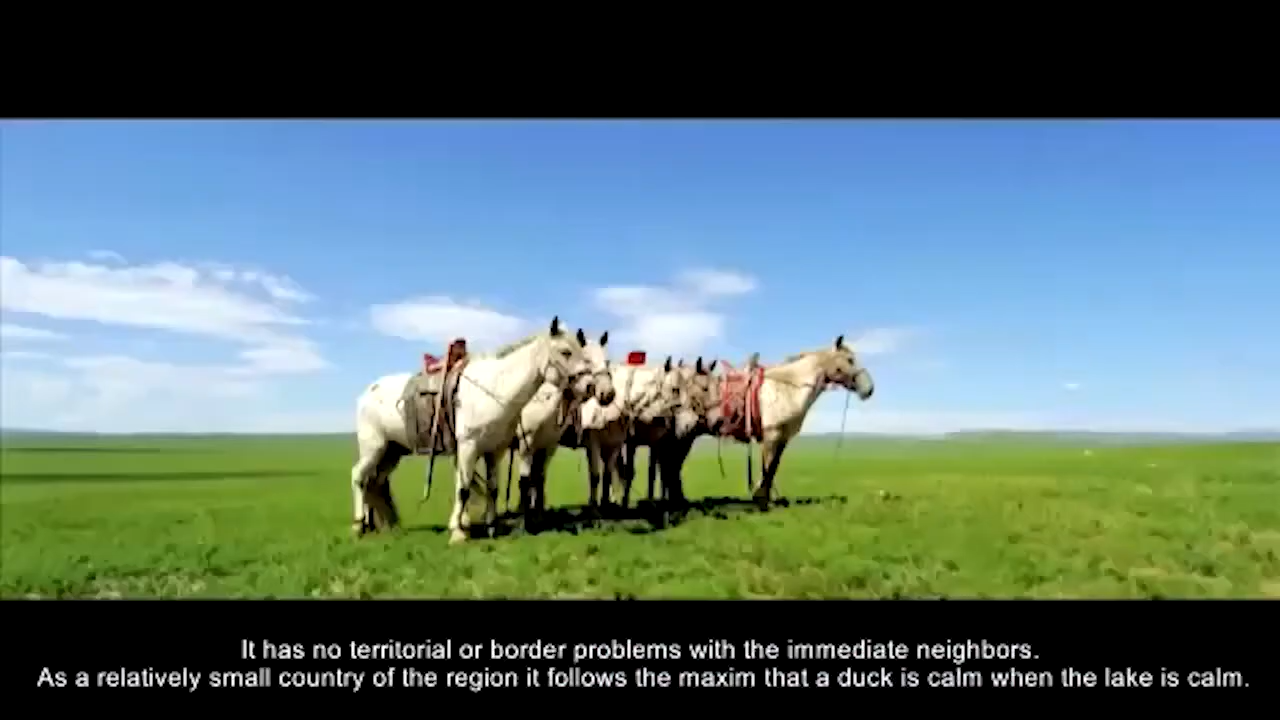 It has no territorial or border problems with the immediate neighbors.
As a relatively small country of the region it follows the maxim that a duck is calm when the lake is calm.